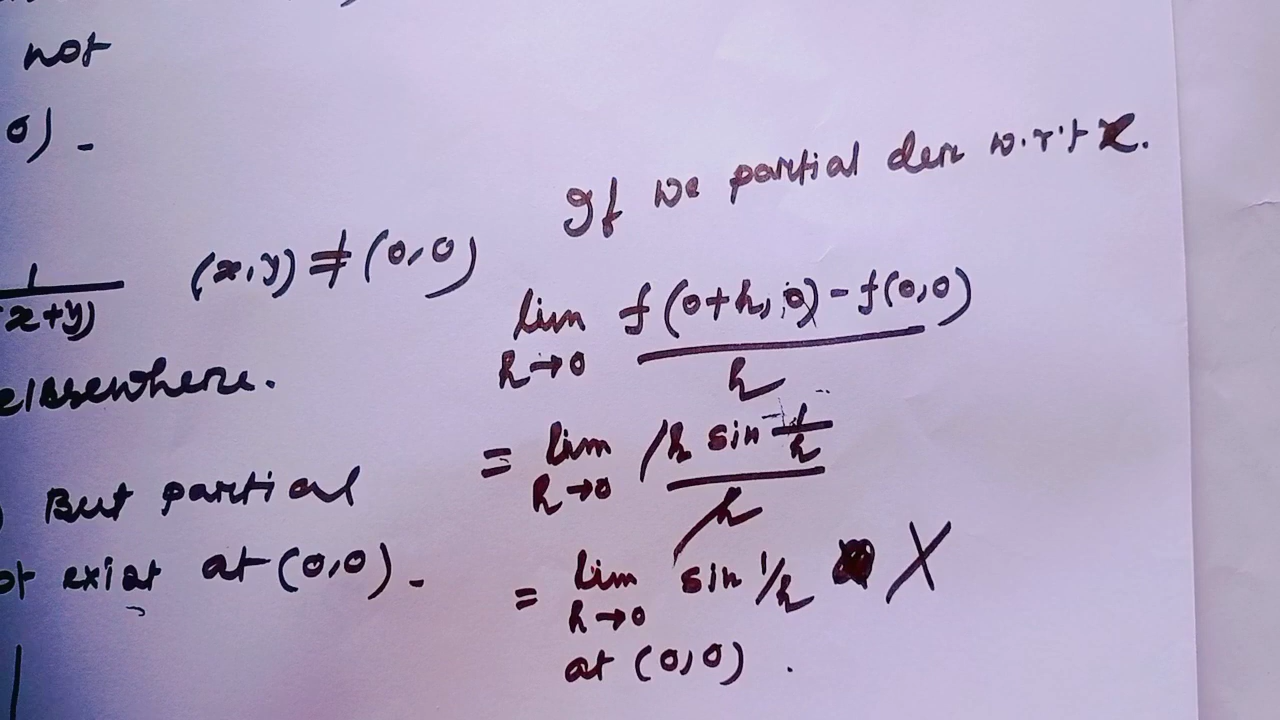 not
0) -
1 (x,y) ≠ (0,0)
x+y)
elsewhere.
But partial
exist at (0,0) -
If we partial der w.r.t x.
lim f(0+h, 0) - f(0,0)
h→0 h
= lim h sin 1/h
h→0 h
= lim sin 1/h X
h→0
at (0,0) .